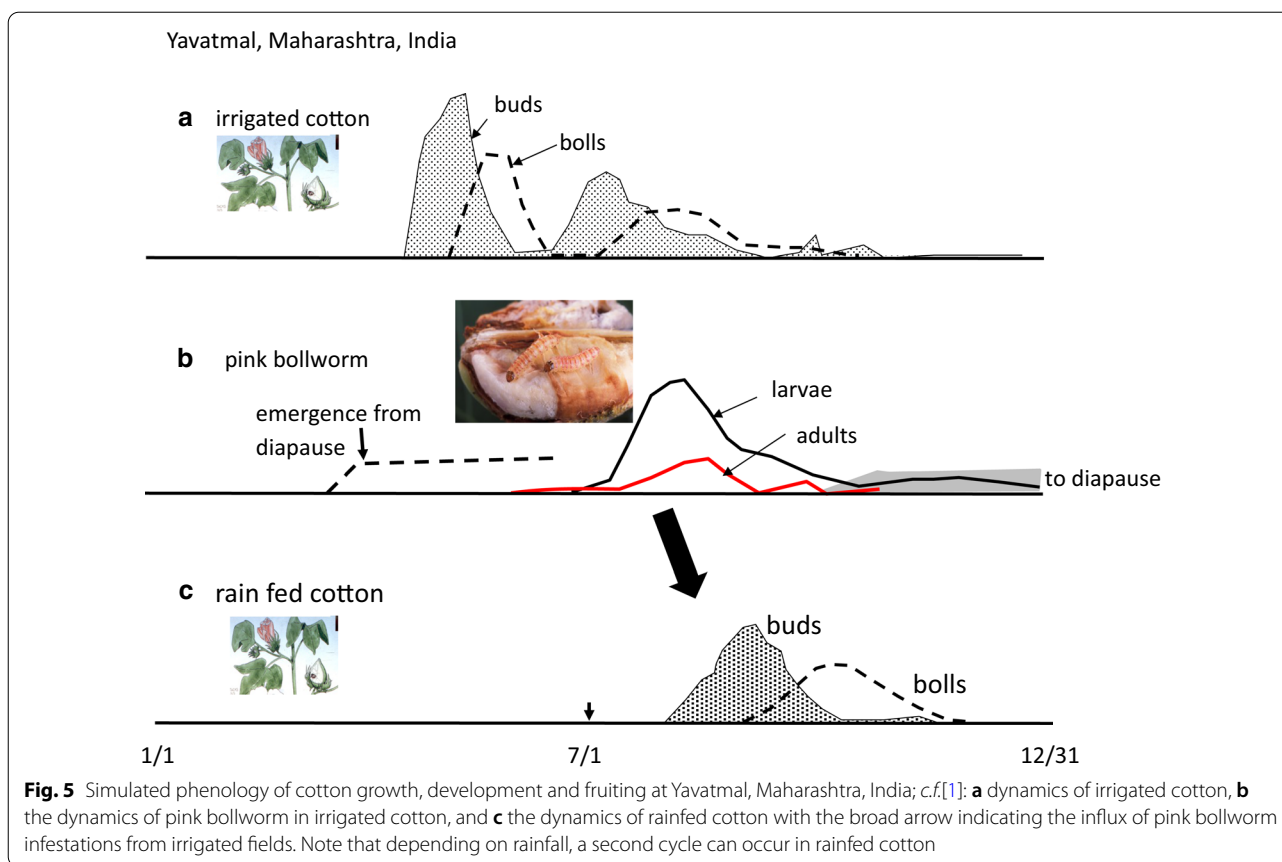 Yavatmal, Maharashtra, India
a irrigated cotton
buds
bolls
b pink bollworm
emergence from
diapause
larvae
adults
to diapause
c rain fed cotton
buds
bolls
1/1 7/1 12/31
Fig. 5 Simulated phenology of cotton growth, development and fruiting at Yavatmal, Maharashtra, India; c.f.[1]: a dynamics of irrigated cotton, b
the dynamics of pink bollworm in irrigated cotton, and c the dynamics of rainfed cotton with the broad arrow indicating the influx of pink bollworm
infestations from irrigated fields. Note that depending on rainfall, a second cycle can occur in rainfed cotton